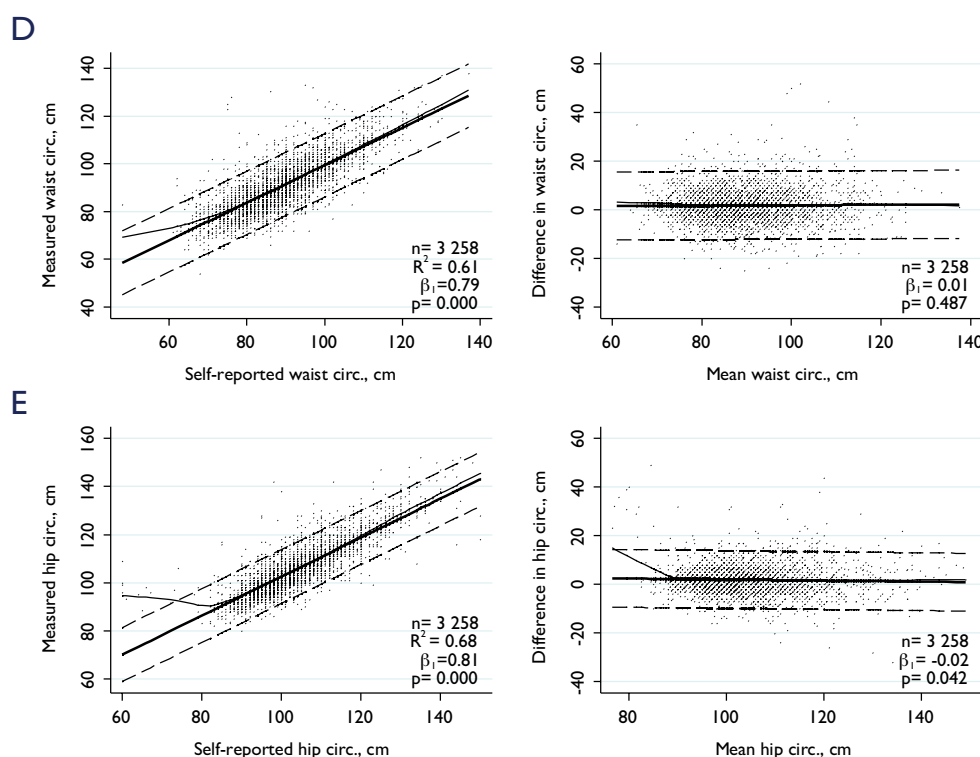 D
Measured waist circ., cm
140
120
100
80
60
40
n= 3 258
R² = 0.61
β₁=0.79
p= 0.000
60 80 100 120 140
Self-reported waist circ., cm
Difference in waist circ., cm
60
40
20
0
-20
-40
n= 3 258
β₁= 0.01
p= 0.487
60 80 100 120 140
Mean waist circ., cm
E
Measured hip circ., cm
160
140
120
100
80
60
n= 3 258
R² = 0.68
β₁=0.81
p= 0.000
60 80 100 120 140
Self-reported hip circ., cm
Difference in hip circ., cm
60
40
20
0
-20
-40
n= 3 258
β₁= -0.02
p= 0.042
80 100 120 140
Mean hip circ., cm